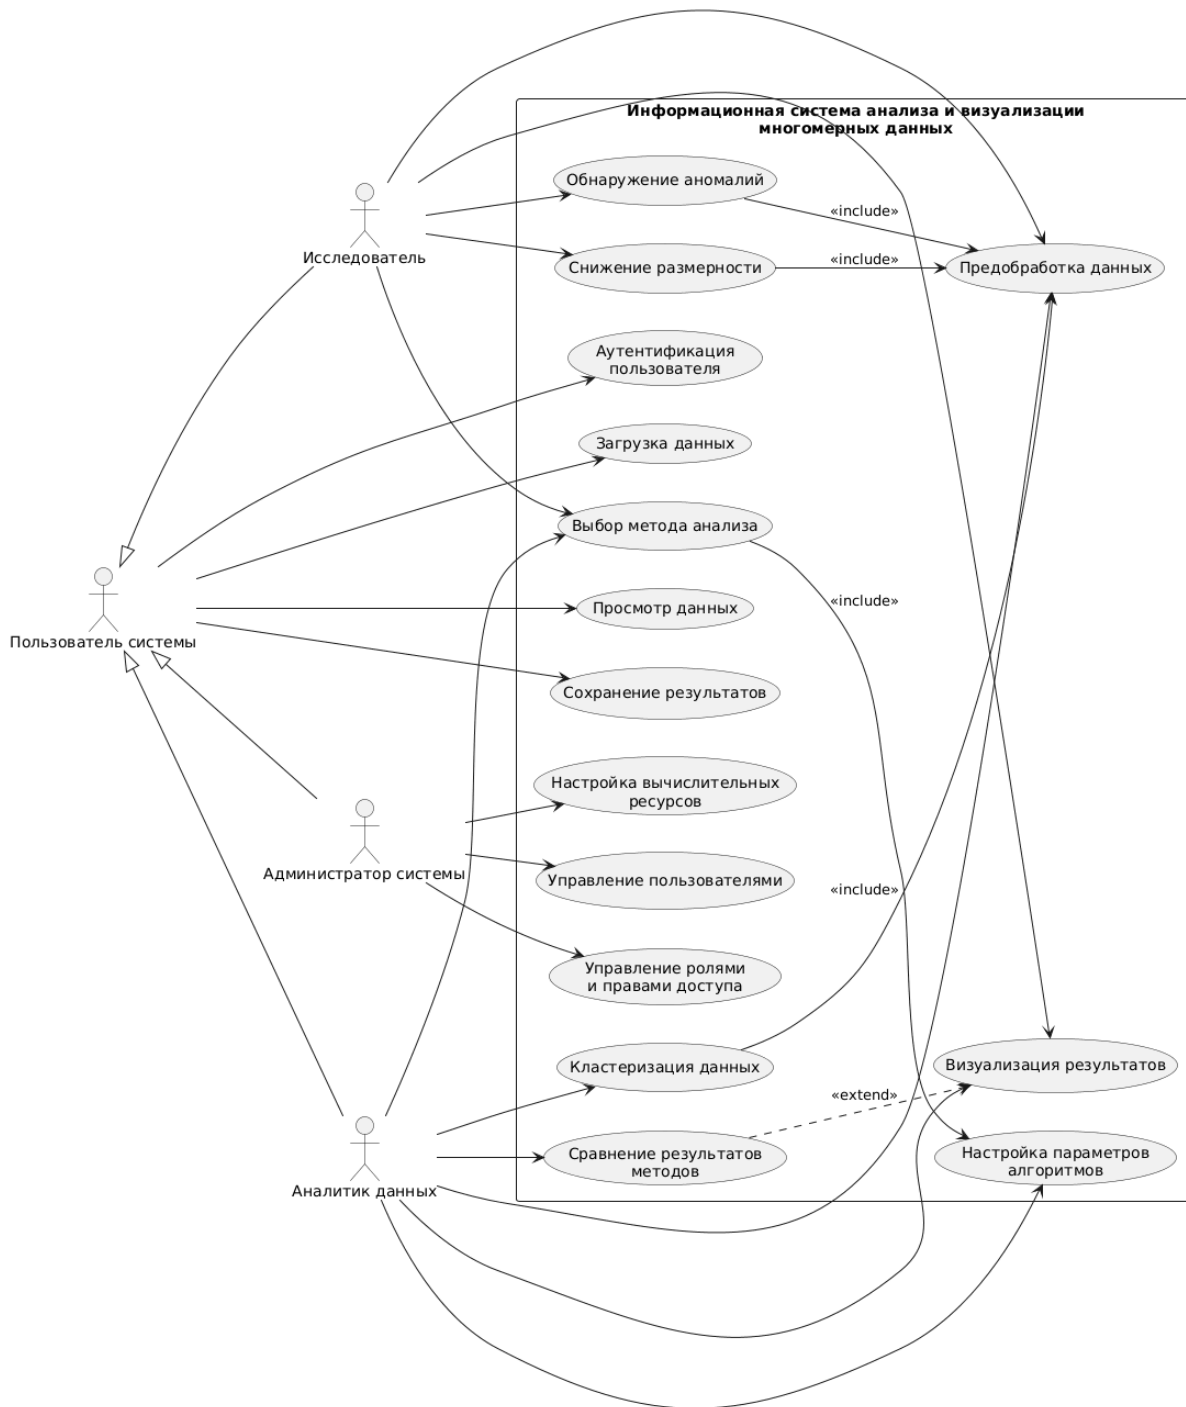 Информационная система анализа и визуализации
многомерных данных
Обнаружение аномалий
«include»
Исследователь
Снижение размерности
«include»
Предобработка данных
Аутентификация
пользователя
Загрузка данных
Выбор метода анализа
«include»
Просмотр данных
Пользователь системы
Сохранение результатов
Настройка вычислительных
ресурсов
Администратор системы
Управление пользователями
«include»
Управление ролями
и правами доступа
Кластеризация данных
Визуализация результатов
«extend»
Сравнение результатов
методов
Настройка параметров
алгоритмов
Аналитик данных